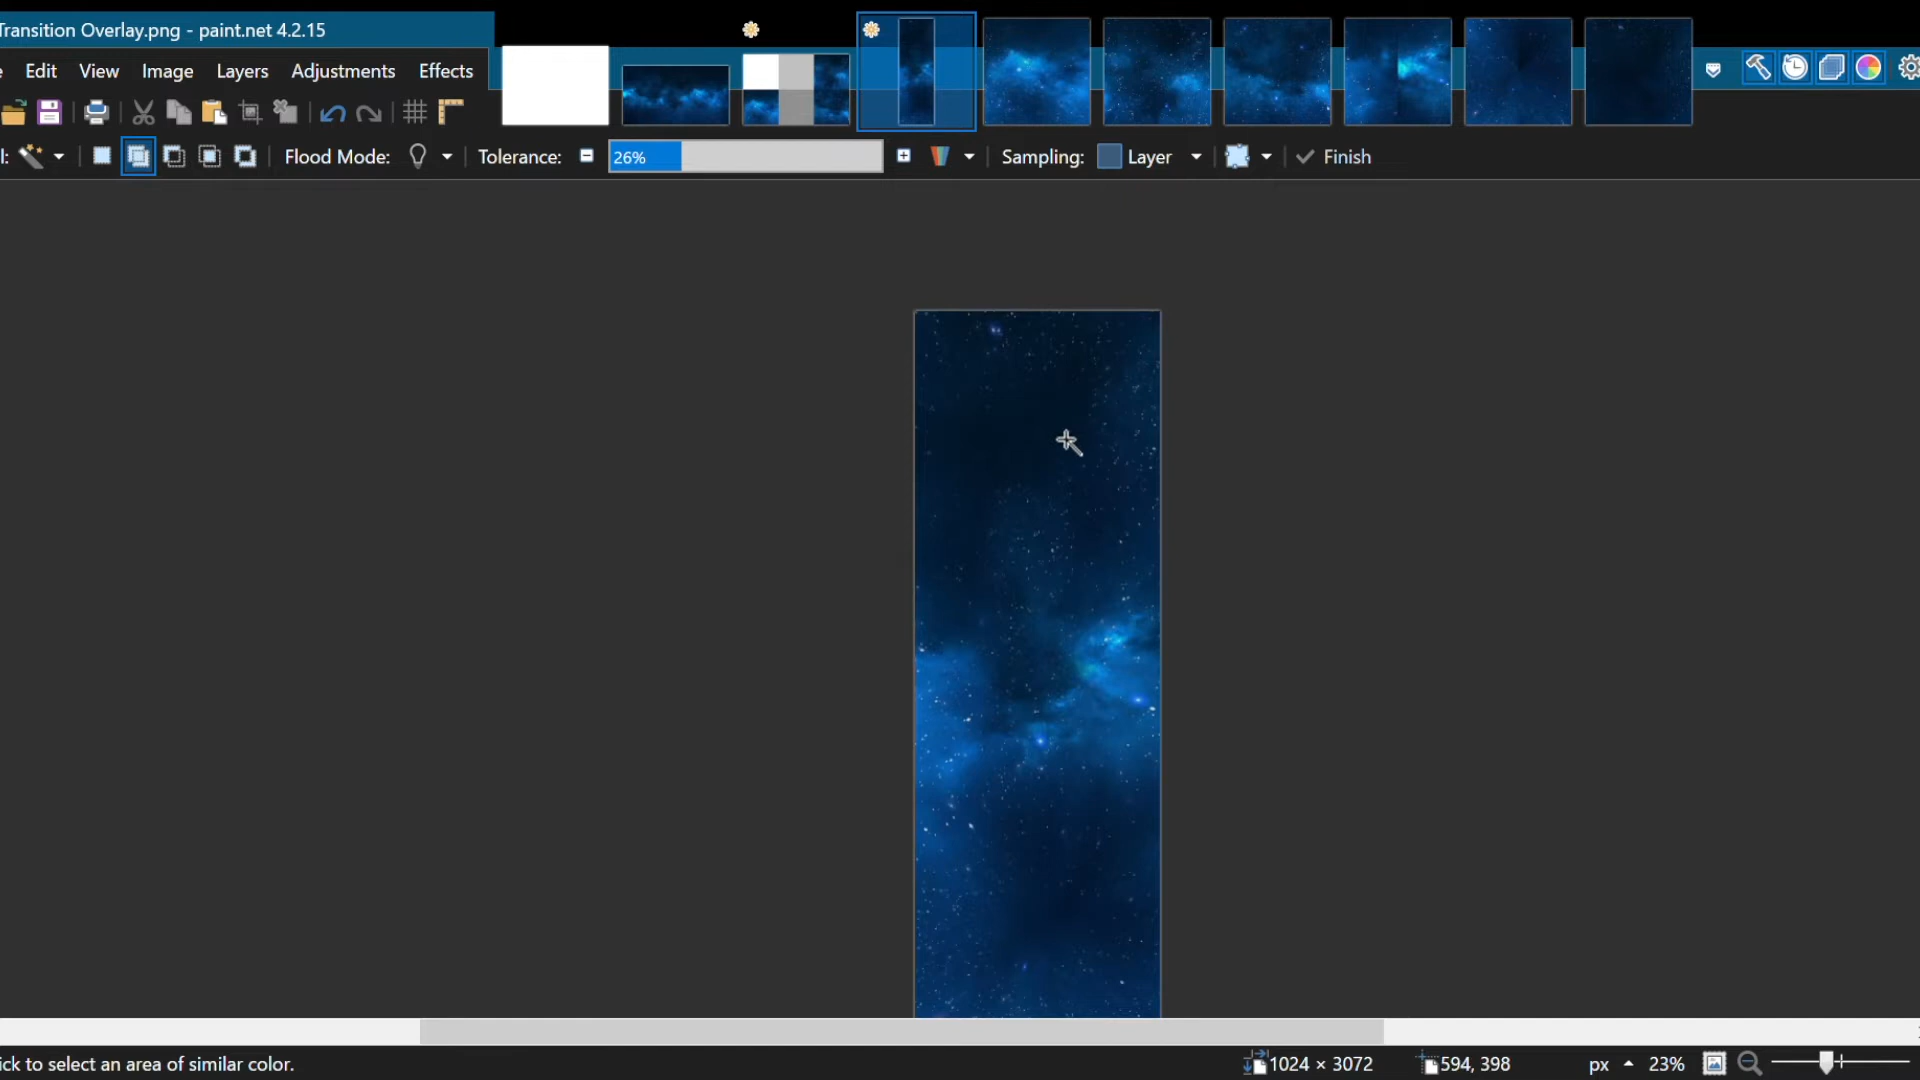 ransition Overlay.png - paint.net 4.2.15
e Edit View Image Layers Adjustments Effects
l: Flood Mode: Tolerance: 26% Sampling: Layer Finish
ick to select an area of similar color. 1024 × 3072 594, 398 px 23%